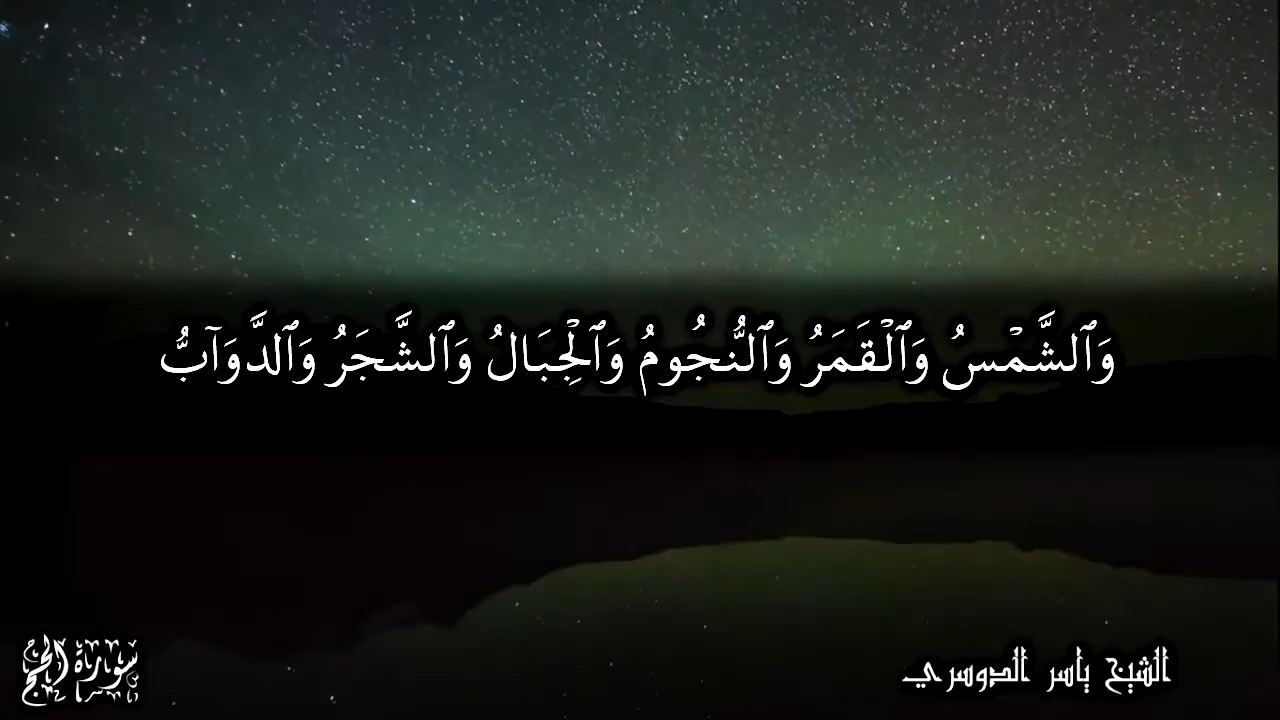 وَٱلشَّمْسُ وَٱلْقَمَرُ وَٱلنُّجُومُ وَٱلْجِبَالُ وَٱلشَّجَرُ وَٱلدَّوَآبُّ
سورة الحج
الشيخ ياسر الدوسري